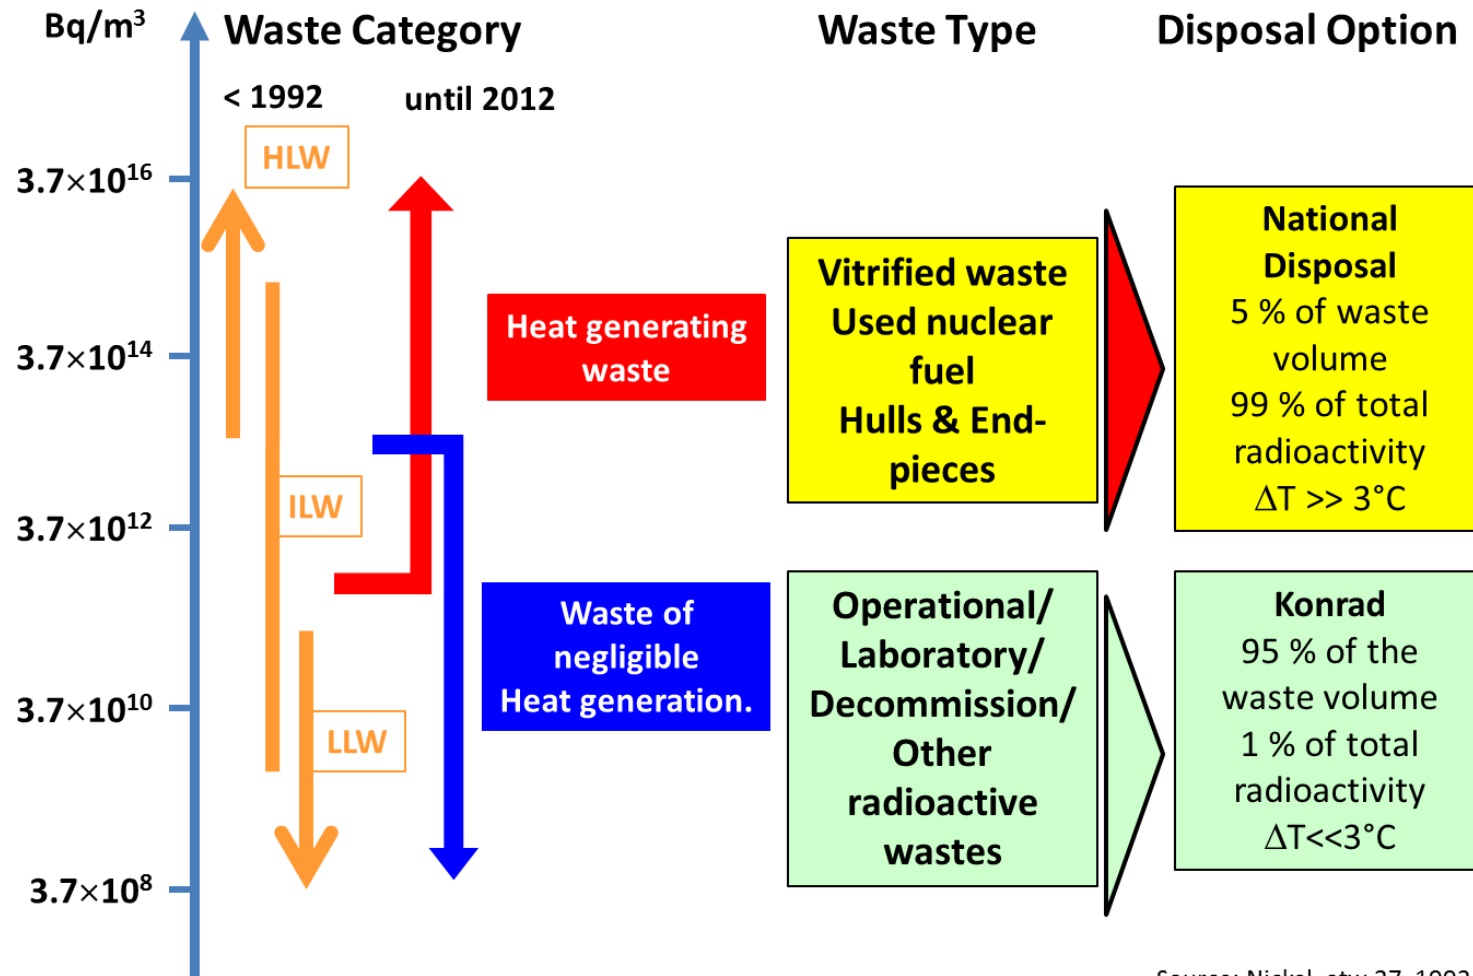 Bq/m³
Waste Category
Waste Type
Disposal Option
< 1992
until 2012
HLW
3.7×10¹⁶
3.7×10¹⁴
3.7×10¹²
3.7×10¹⁰
3.7×10⁸
ILW
LLW
Heat generating
waste
Waste of
negligible
Heat generation.
Vitrified waste
Used nuclear
fuel
Hulls & End-
pieces
Operational/
Laboratory/
Decommission/
Other
radioactive
wastes
National
Disposal
5 % of waste
volume
99 % of total
radioactivity
ΔT >> 3°C
Konrad
95 % of the
waste volume
1 % of total
radioactivity
ΔT<<3°C